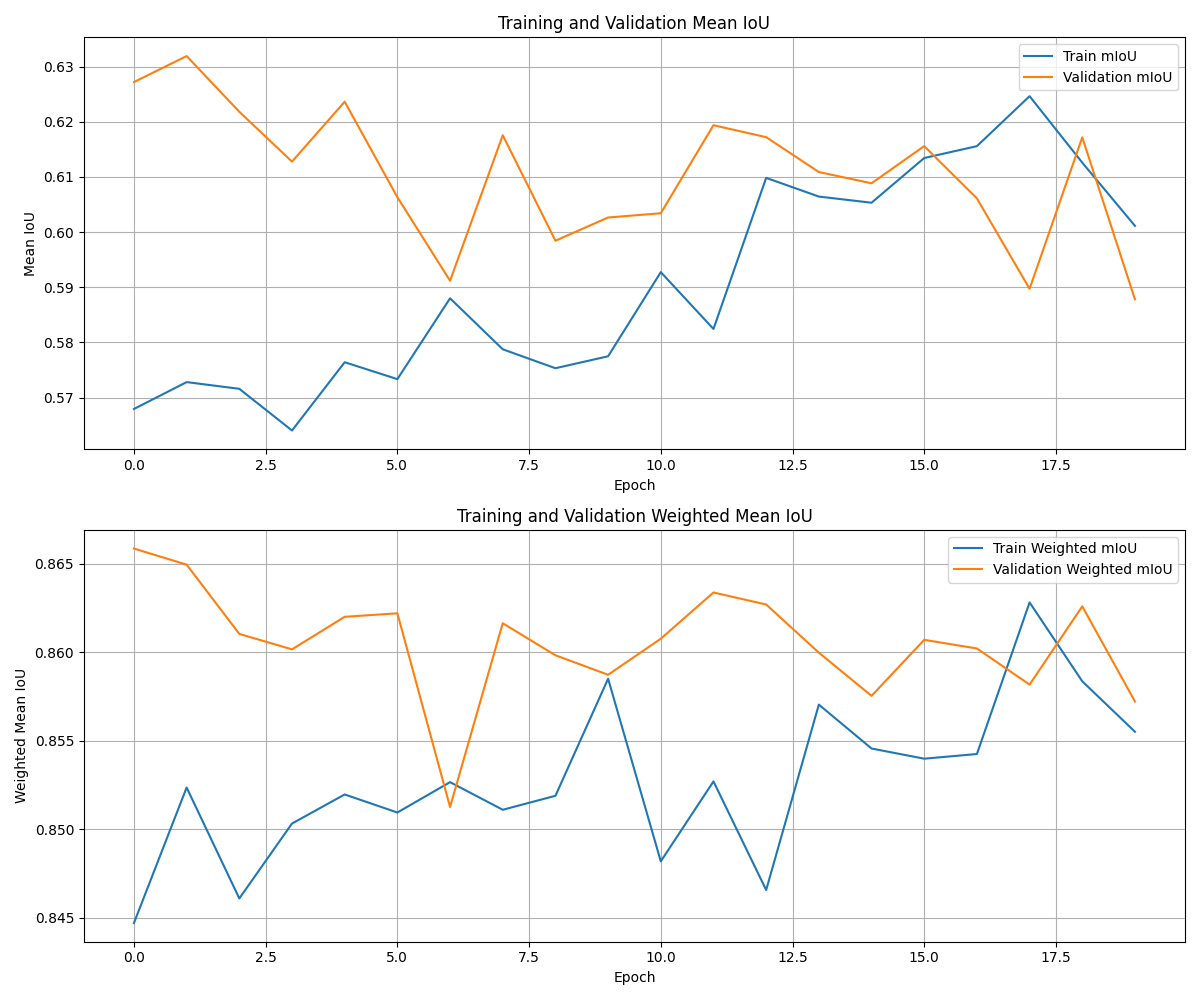 Training and Validation Mean IoU
Train mIoU
Validation mIoU
Mean IoU
0.63
0.62
0.61
0.60
0.59
0.58
0.57
0.0 2.5 5.0 7.5 10.0 12.5 15.0 17.5
Epoch
Training and Validation Weighted Mean IoU
Train Weighted mIoU
Validation Weighted mIoU
Weighted Mean IoU
0.865
0.860
0.855
0.850
0.845
0.0 2.5 5.0 7.5 10.0 12.5 15.0 17.5
Epoch